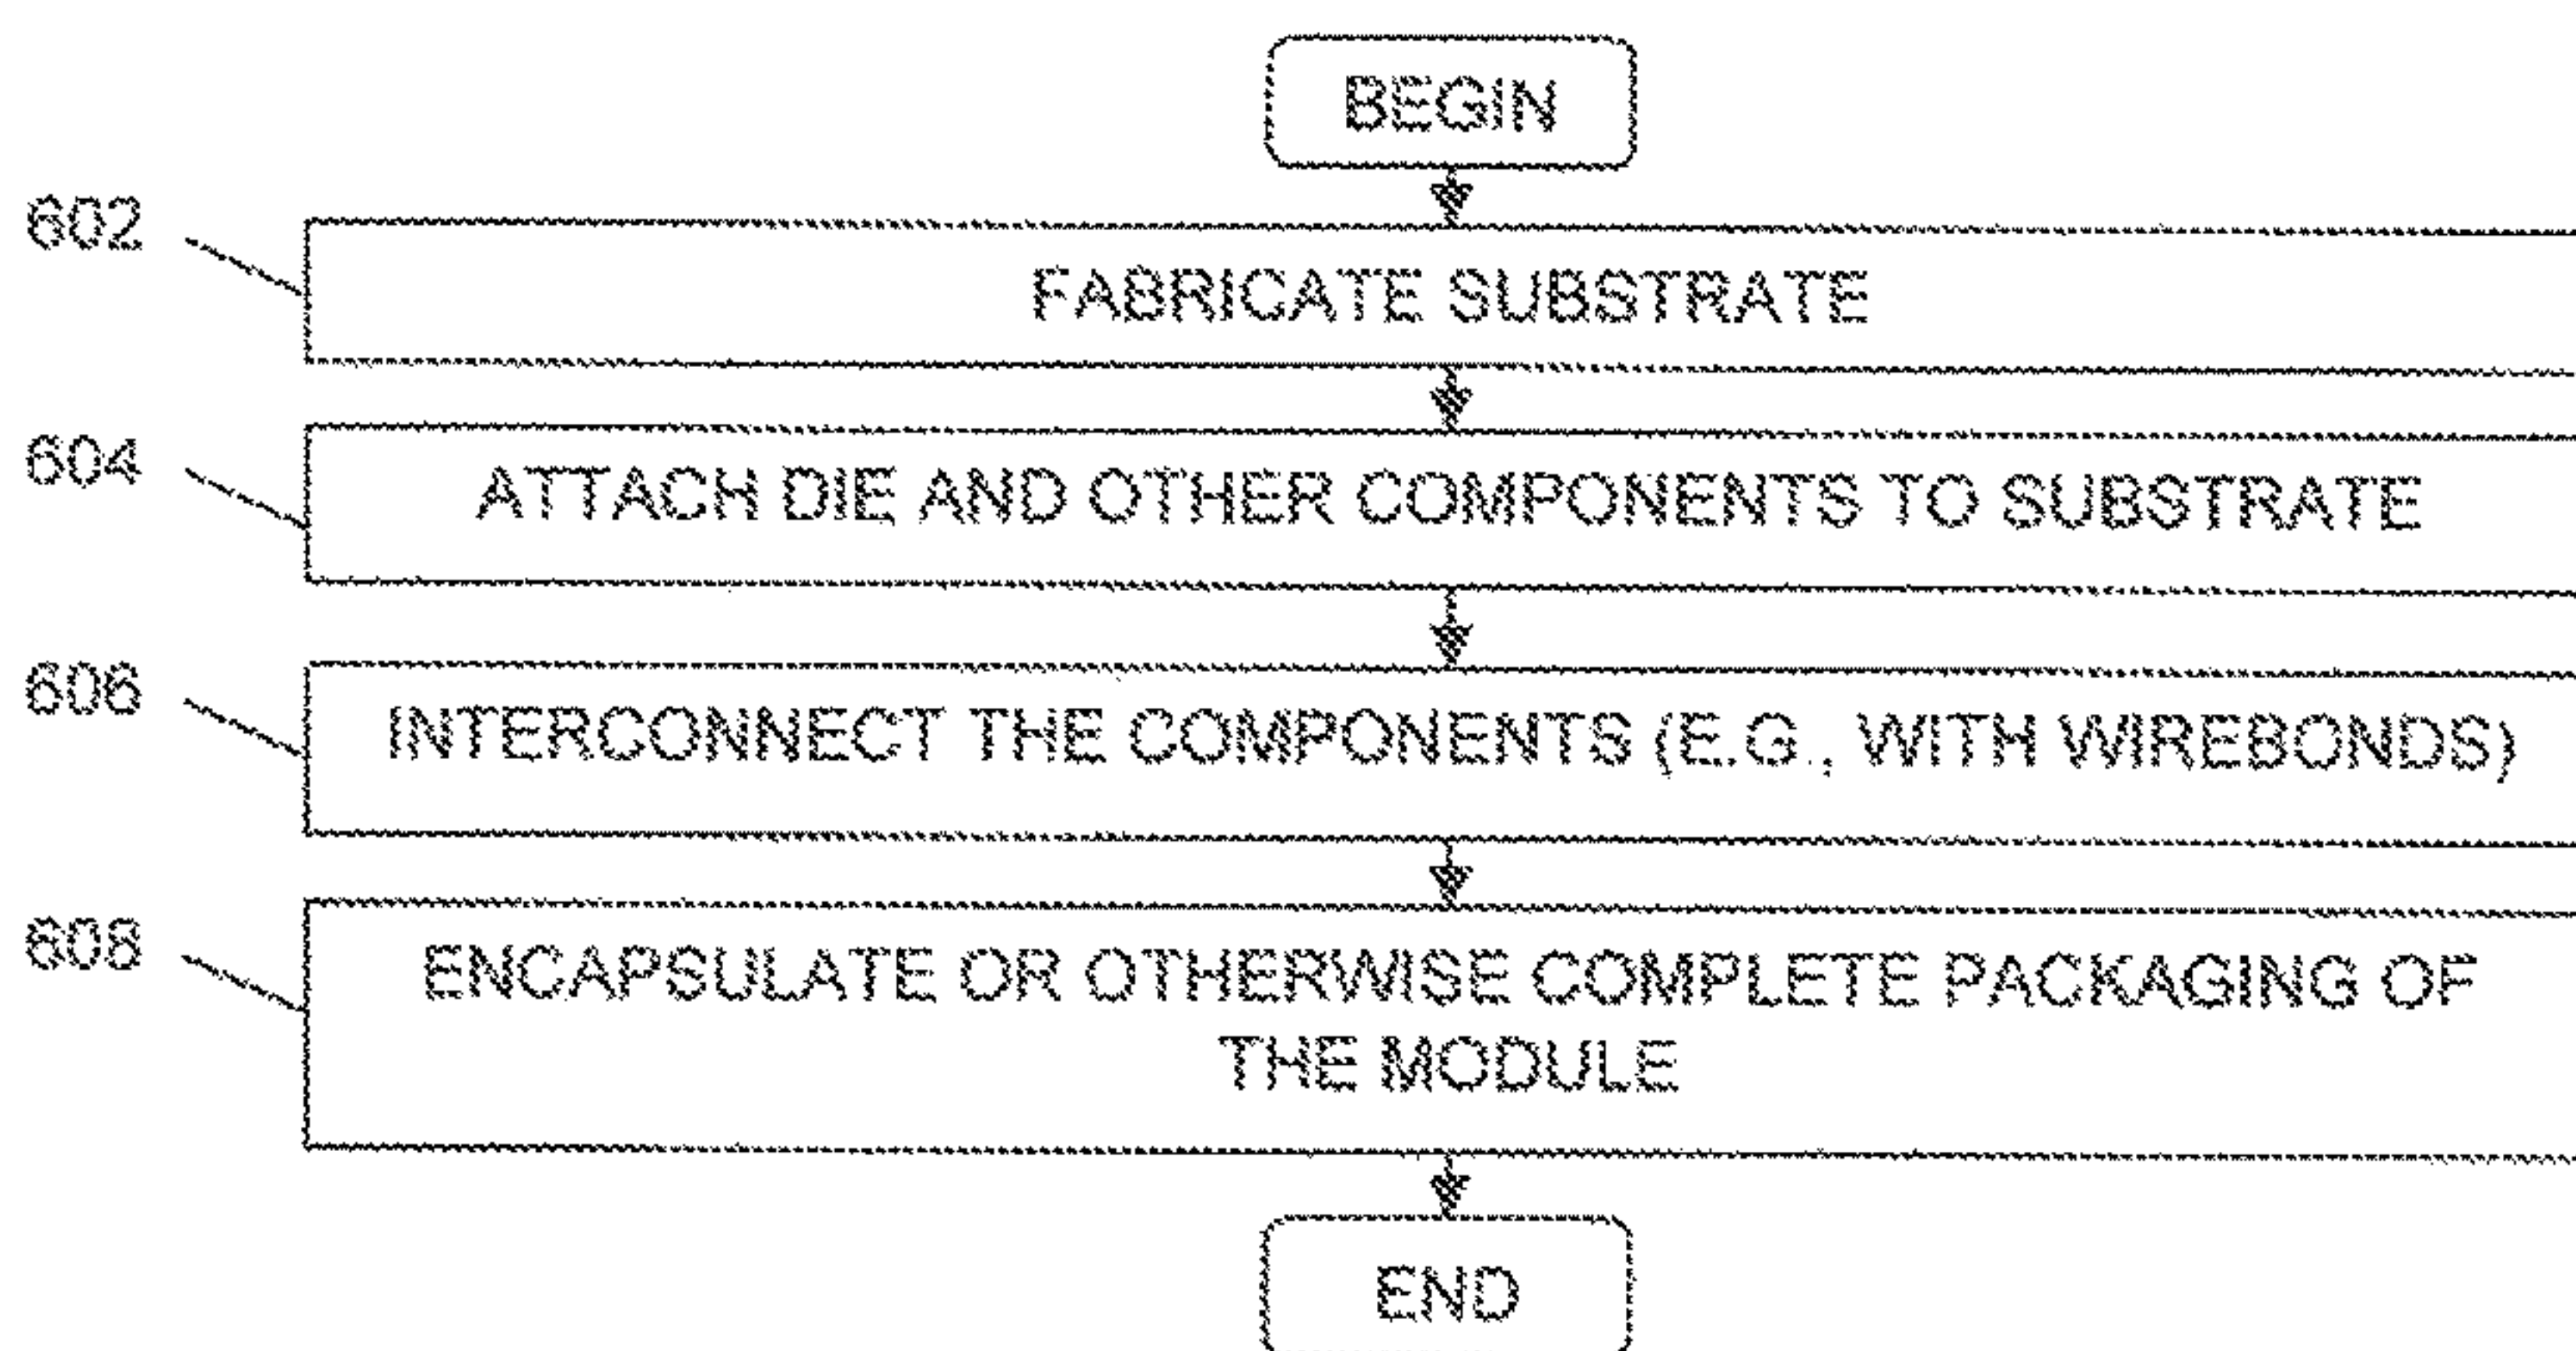 BEGIN
602
FABRICATE SUBSTRATE
604
ATTACH DIE AND OTHER COMPONENTS TO SUBSTRATE
606
INTERCONNECT THE COMPONENTS (E.G., WITH WIREBONDS)
608
ENCAPSULATE OR OTHERWISE COMPLETE PACKAGING OF
THE MODULE
END